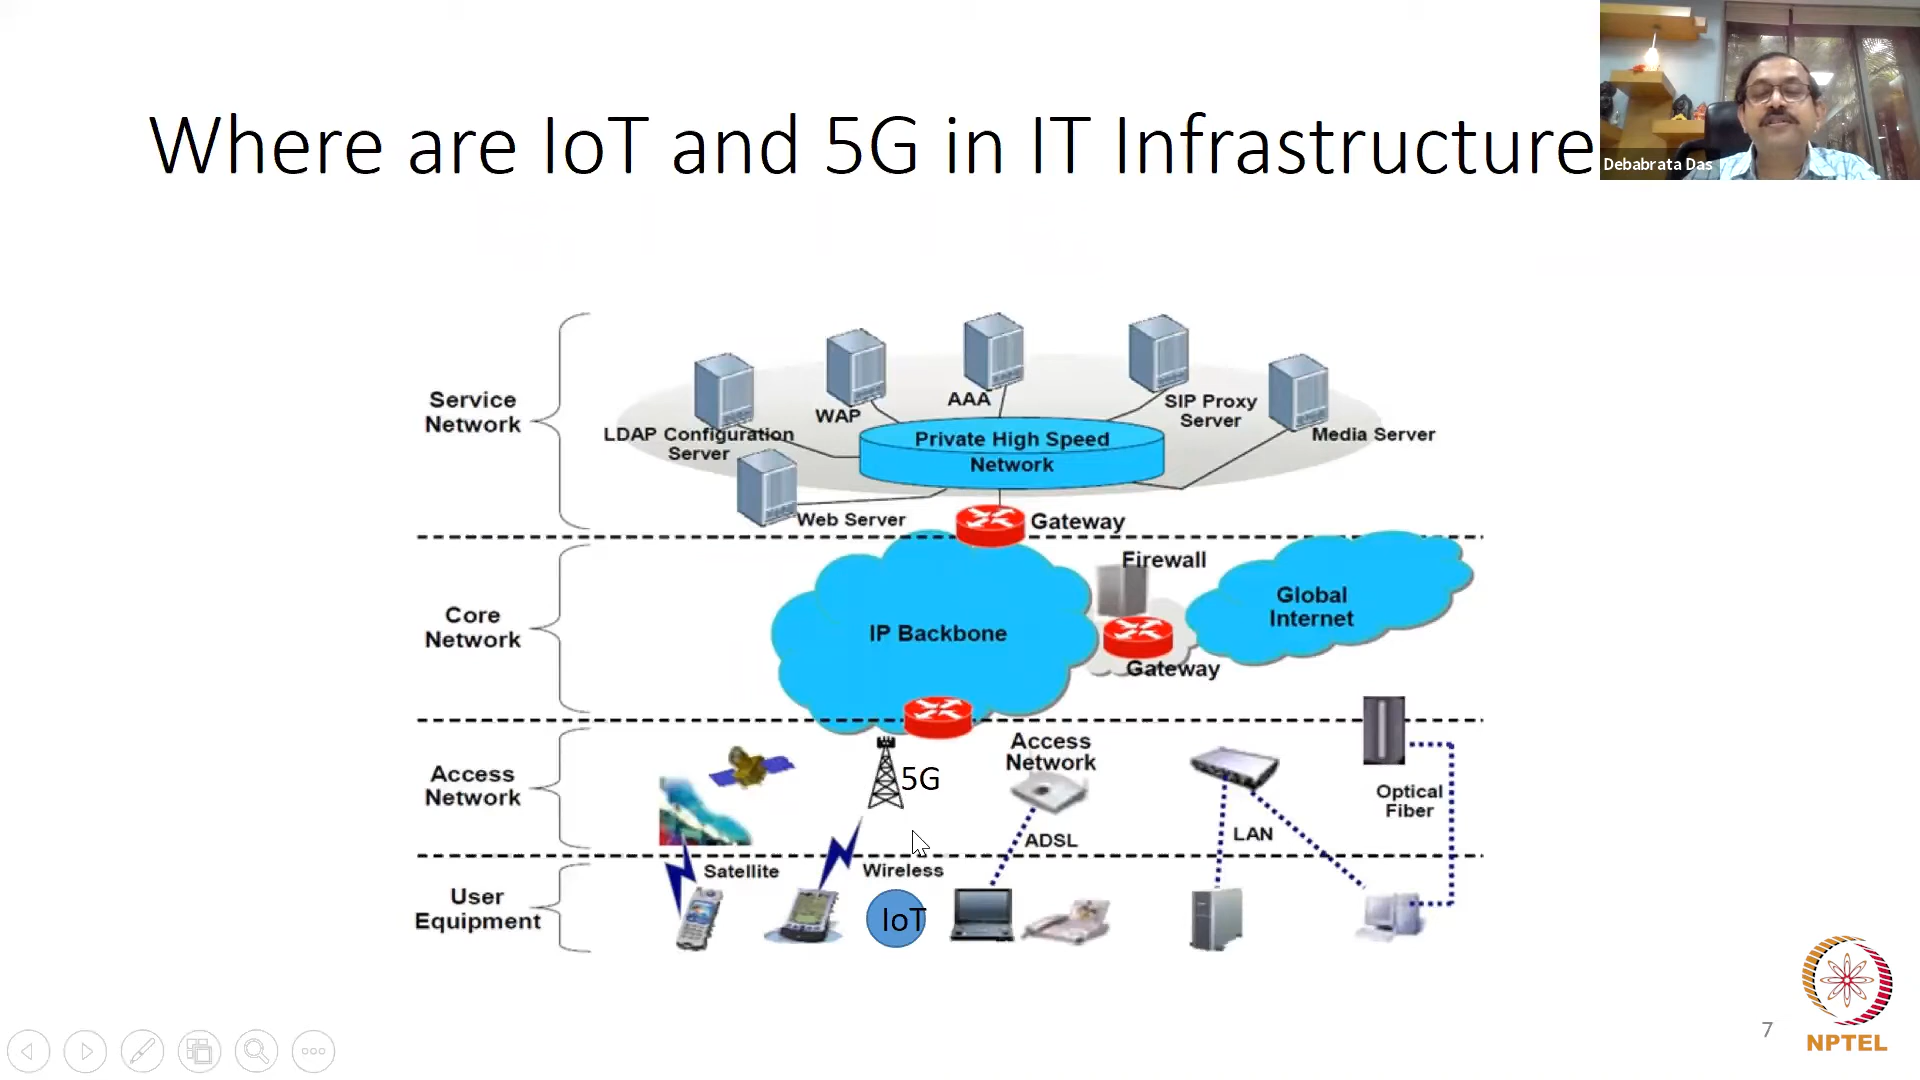 Where are IoT and 5G in IT Infrastructure
Debabrata Das
Service
Network
LDAP Configuration
Server
WAP
AAA
SIP Proxy
Server
Media Server
Private High Speed
Network
Web Server
Gateway
Core
Network
IP Backbone
Firewall
Gateway
Global
Internet
Access
Network
5G
Access
Network
ADSL
LAN
Optical
Fiber
User
Equipment
Satellite
Wireless
IoT
7
NPTEL